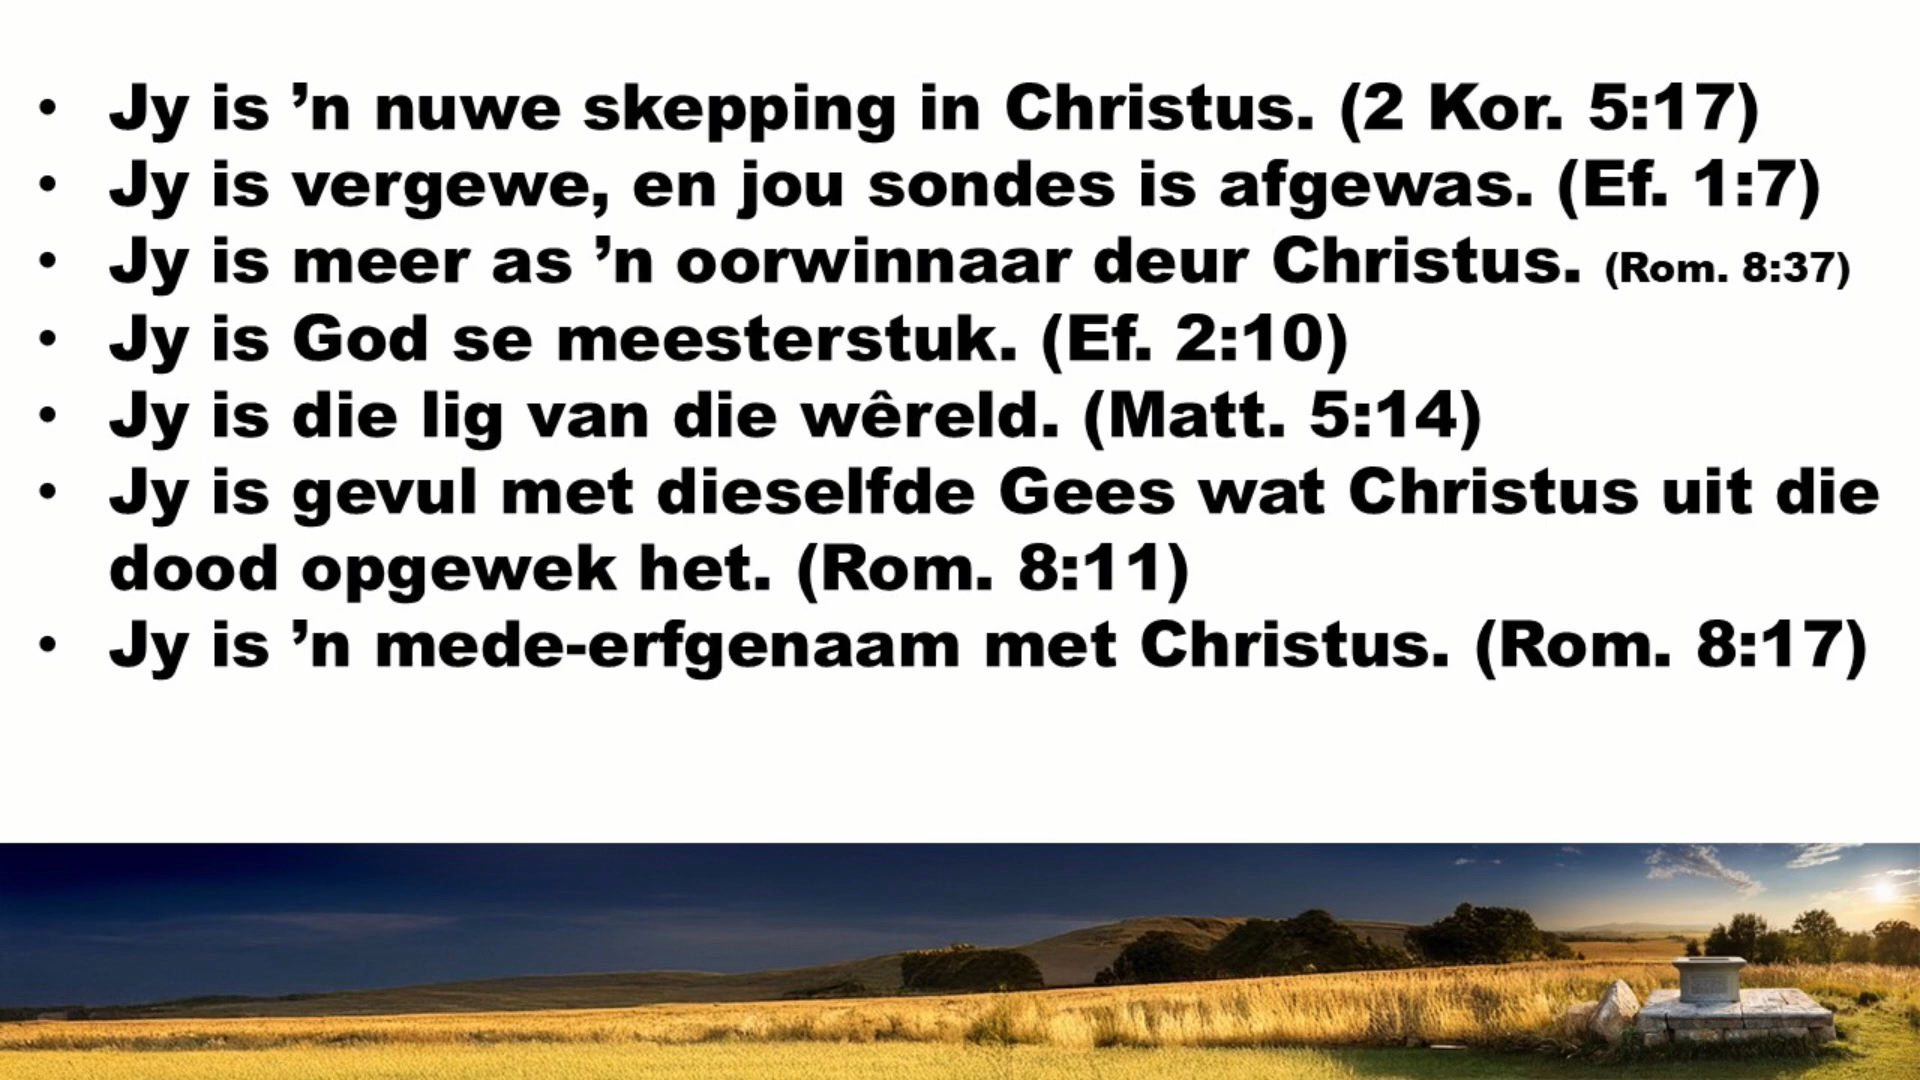 • Jy is ’n nuwe skepping in Christus. (2 Kor. 5:17)
• Jy is vergewe, en jou sondes is afgewas. (Ef. 1:7)
• Jy is meer as ’n oorwinnaar deur Christus. (Rom. 8:37)
• Jy is God se meesterstuk. (Ef. 2:10)
• Jy is die lig van die wêreld. (Matt. 5:14)
• Jy is gevul met dieselfde Gees wat Christus uit die
dood opgewek het. (Rom. 8:11)
• Jy is ’n mede-erfgenaam met Christus. (Rom. 8:17)